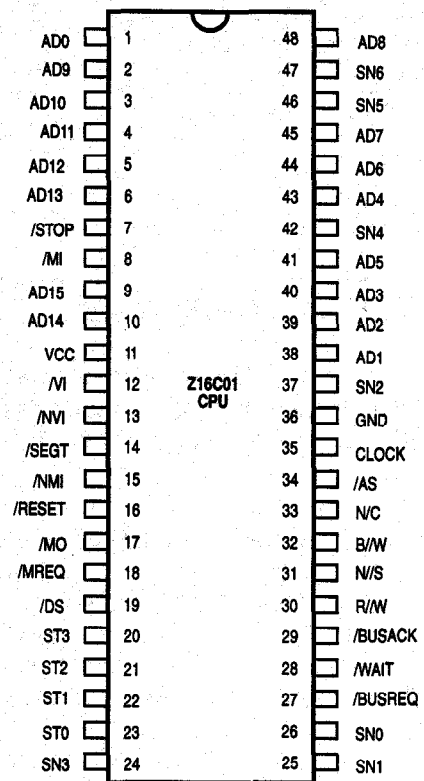 AD0 1 48 AD8
AD9 2 47 SN6
AD10 3 46 SN5
AD11 4 45 AD7
AD12 5 44 AD6
AD13 6 43 AD4
/STOP 7 42 SN4
/MI 8 41 AD5
AD15 9 40 AD3
AD14 10 39 AD2
VCC 11 38 AD1
/VI 12 Z16C01 37 SN2
CPU
/NVI 13 36 GND
/SEGT 14 35 CLOCK
/NMI 15 34 /AS
/RESET 16 33 N/C
/MO 17 32 B//W
/MREQ 18 31 N//S
/DS 19 30 R//W
ST3 20 29 /BUSACK
ST2 21 28 /WAIT
ST1 22 27 /BUSREQ
ST0 23 26 SN0
SN3 24 25 SN1